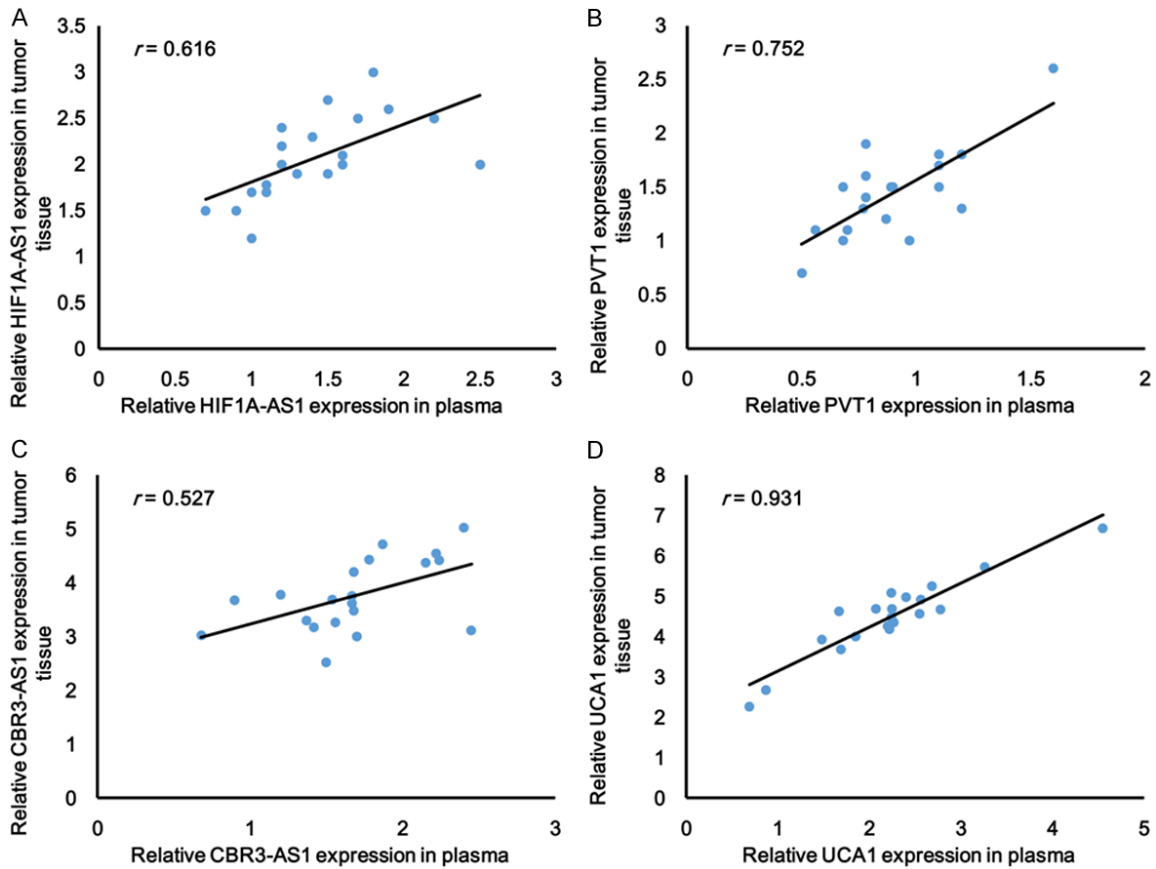 A
Relative HIF1A-AS1 expression in tumor
tissue
3.5
3
2.5
2
1.5
1
0.5
0
r = 0.616
0 0.5 1 1.5 2 2.5 3
Relative HIF1A-AS1 expression in plasma
B
Relative PVT1 expression in tumor
tissue
3
2.5
2
1.5
1
0.5
0
r = 0.752
0 0.5 1 1.5 2
Relative PVT1 expression in plasma
C
Relative CBR3-AS1 expression in tumor
tissue
6
5
4
3
2
1
0
r = 0.527
0 1 2 3
Relative CBR3-AS1 expression in plasma
D
Relative UCA1 expression in tumor
tissue
8
7
6
5
4
3
2
1
0
r = 0.931
0 1 2 3 4 5
Relative UCA1 expression in plasma